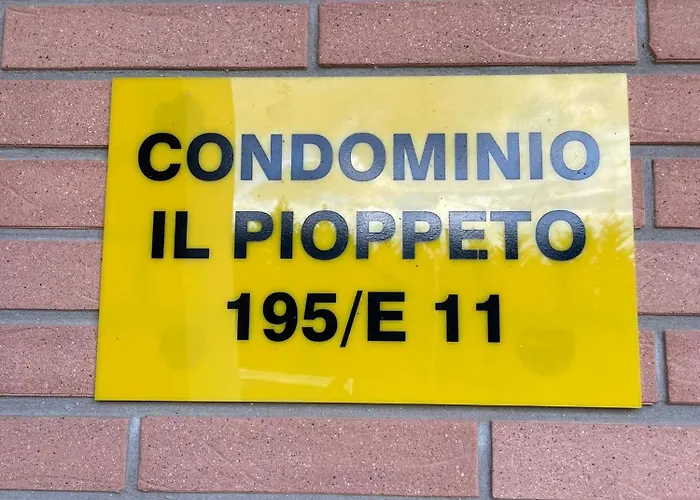 CONDOMINIO
IL PIOPPETO
195/E 11